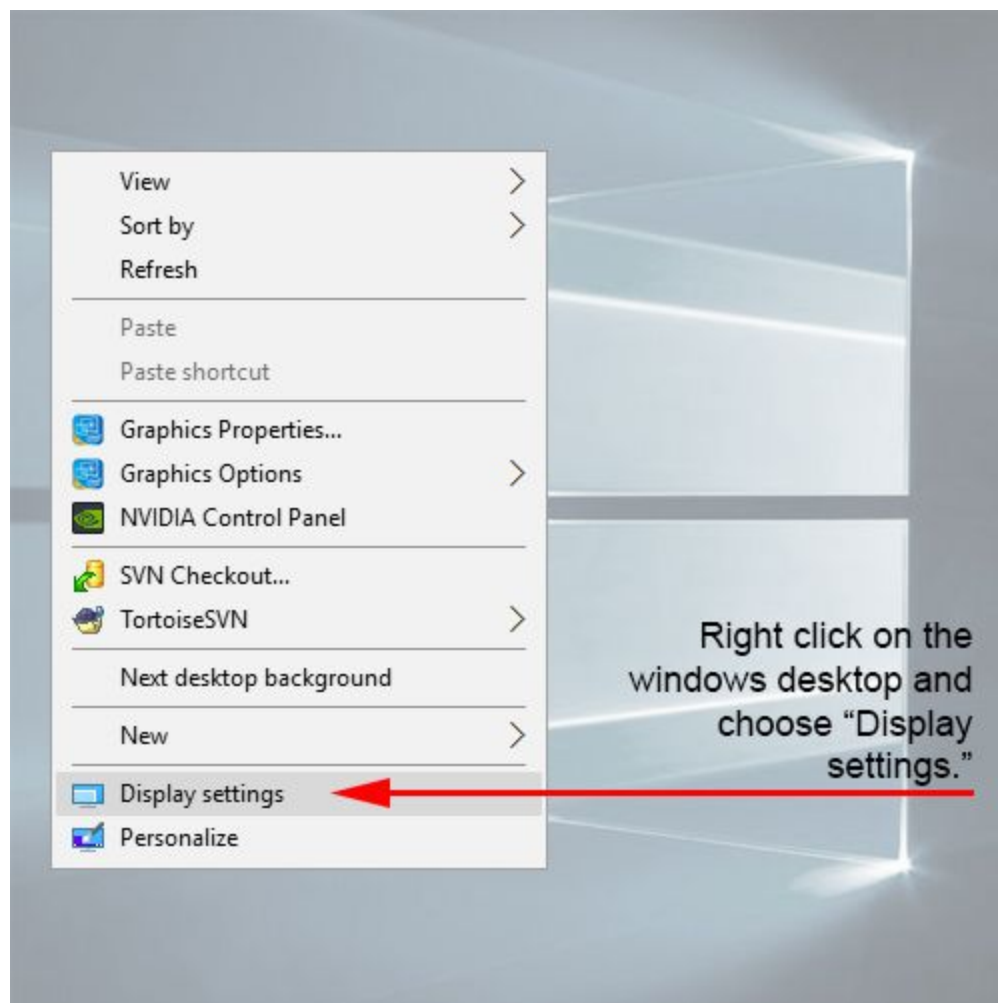 View
Sort by
Refresh
Paste
Paste shortcut
Graphics Properties...
Graphics Options
NVIDIA Control Panel
SVN Checkout...
TortoiseSVN
Next desktop background
New
Display settings
Personalize
Right click on the
windows desktop and
choose “Display
settings.”